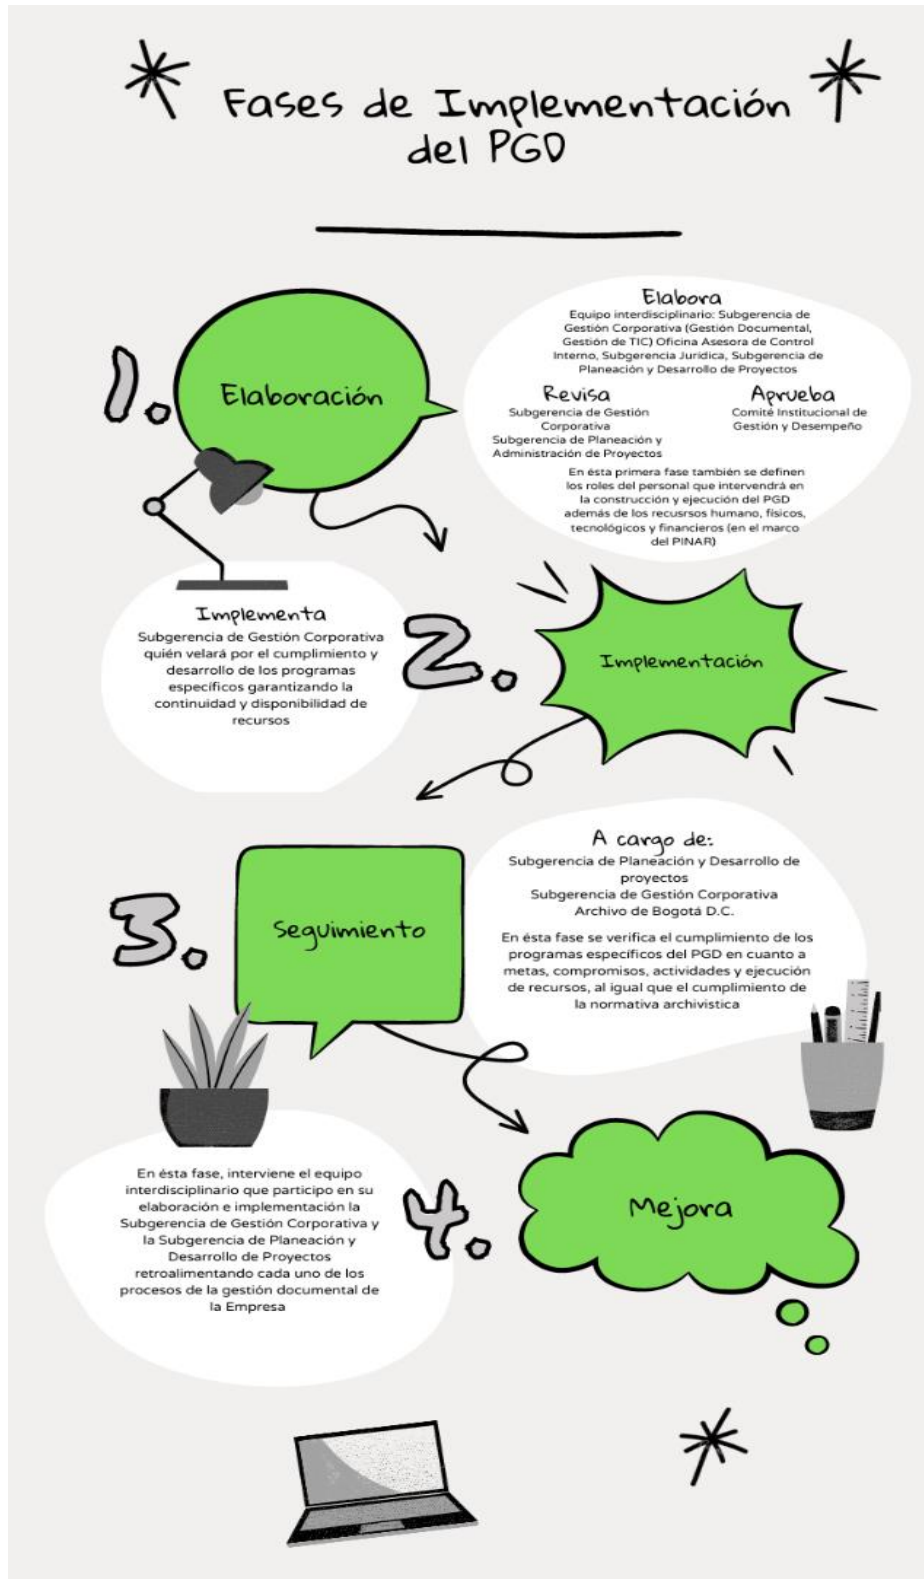 Fases de Implementación
del PGD
1.
Elaboración
Elabora
Equipo interdisciplinario: Subgerencia de
Gestión Corporativa (Gestión Documental,
Gestión de TIC) Oficina Asesora de Control
Interno, Subgerencia Jurídica, Subgerencia de
Planeación y Desarrollo de Proyectos
Revisa
Subgerencia de Gestión
Corporativa
Subgerencia de Planeación y
Administración de Proyectos
Aprueba
Comité Institucional de
Gestión y Desempeño
En ésta primera fase también se definen
los roles del personal que intervendrá en
la construcción y ejecución del PGD
además de los recusrsos humano, físicos,
tecnológicos y financieros (en el marco
del PINAR)
2.
Implementación
Implementa
Subgerencia de Gestión Corporativa
quién velará por el cumplimiento y
desarrollo de los programas
específicos garantizando la
continuidad y disponibilidad de
recursos
3.
Seguimiento
A cargo de:
Subgerencia de Planeación y Desarrollo de
proyectos
Subgerencia de Gestión Corporativa
Archivo de Bogotá D.C.
En ésta fase se verifica el cumplimiento de los
programas específicos del PGD en cuanto a
metas, compromisos, actividades y ejecución
de recursos, al igual que el cumplimiento de
la normativa archivistica
4.
Mejora
En ésta fase, interviene el equipo
interdisciplinario que participo en su
elaboración e implementación la
Subgerencia de Gestión Corporativa y
la Subgerencia de Planeación y
Desarrollo de Proyectos
retroalimentando cada uno de los
procesos de la gestión documental de
la Empresa